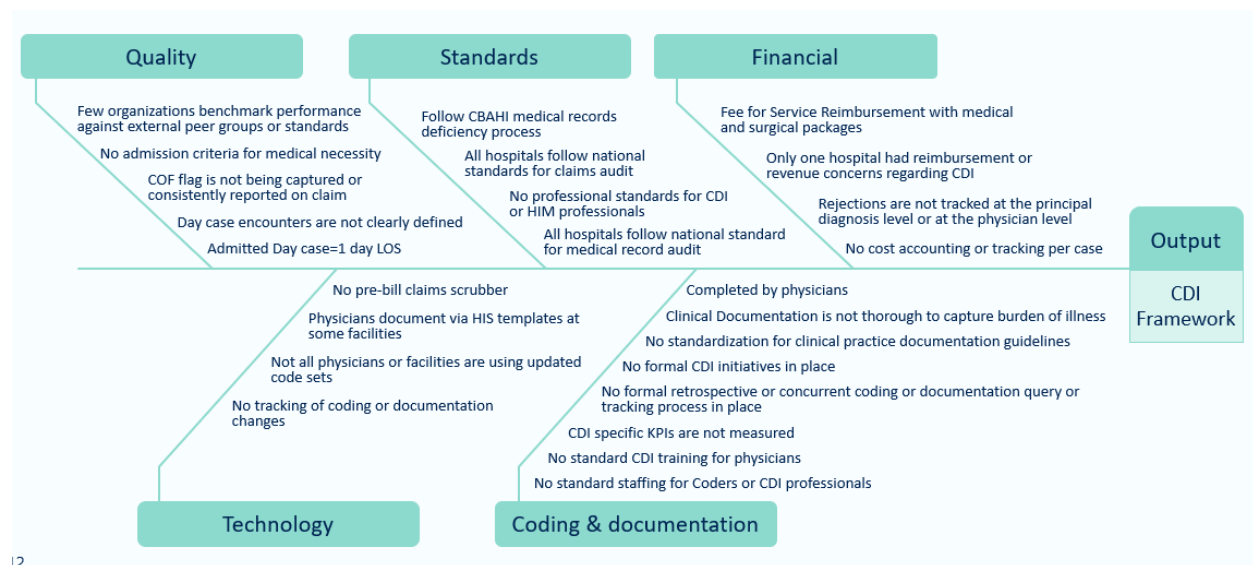 Quality
Few organizations benchmark performance
against external peer groups or standards
No admission criteria for medical necessity
COF flag is not being captured or
consistently reported on claim
Day case encounters are not clearly defined
Admitted Day case=1 day LOS
Standards
Follow CBAHI medical records
deficiency process
All hospitals follow national
standards for claims audit
No professional standards for CDI
or HIM professionals
All hospitals follow national standard
for medical record audit
Financial
Fee for Service Reimbursement with medical
and surgical packages
Only one hospital had reimbursement or
revenue concerns regarding CDI
Rejections are not tracked at the principal
diagnosis level or at the physician level
No cost accounting or tracking per case
Output
CDI
Framework
No pre-bill claims scrubber
Physicians document via HIS templates at
some facilities
Not all physicians or facilities are using updated
code sets
No tracking of coding or documentation
changes
Technology
Completed by physicians
Clinical Documentation is not thorough to capture burden of illness
No standardization for clinical practice documentation guidelines
No formal CDI initiatives in place
No formal retrospective or concurrent coding or documentation query or
tracking process in place
CDI specific KPIs are not measured
No standard CDI training for physicians
No standard staffing for Coders or CDI professionals
Coding & documentation
12